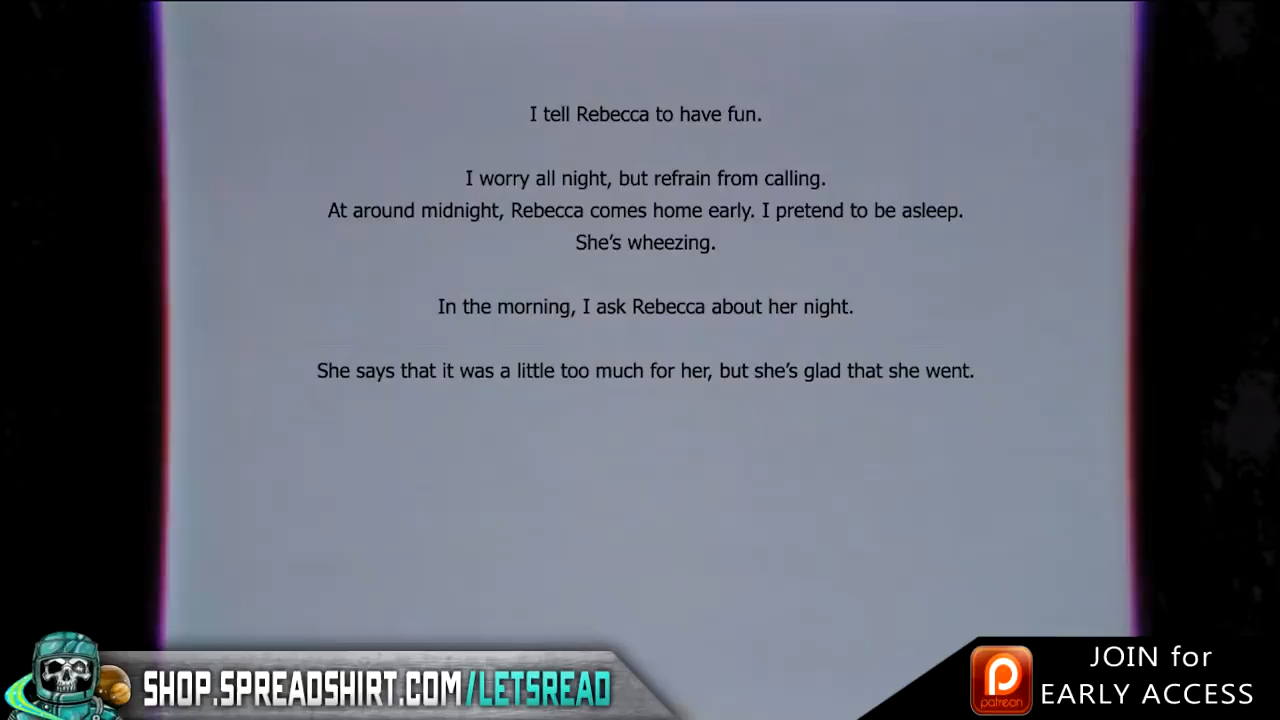 I tell Rebecca to have fun.
I worry all night, but refrain from calling.
At around midnight, Rebecca comes home early. I pretend to be asleep.
She’s wheezing.
In the morning, I ask Rebecca about her night.
She says that it was a little too much for her, but she’s glad that she went.
SHOP.SPREADSHIRT.COM/LETSREAD
patreon
JOIN for
EARLY ACCESS